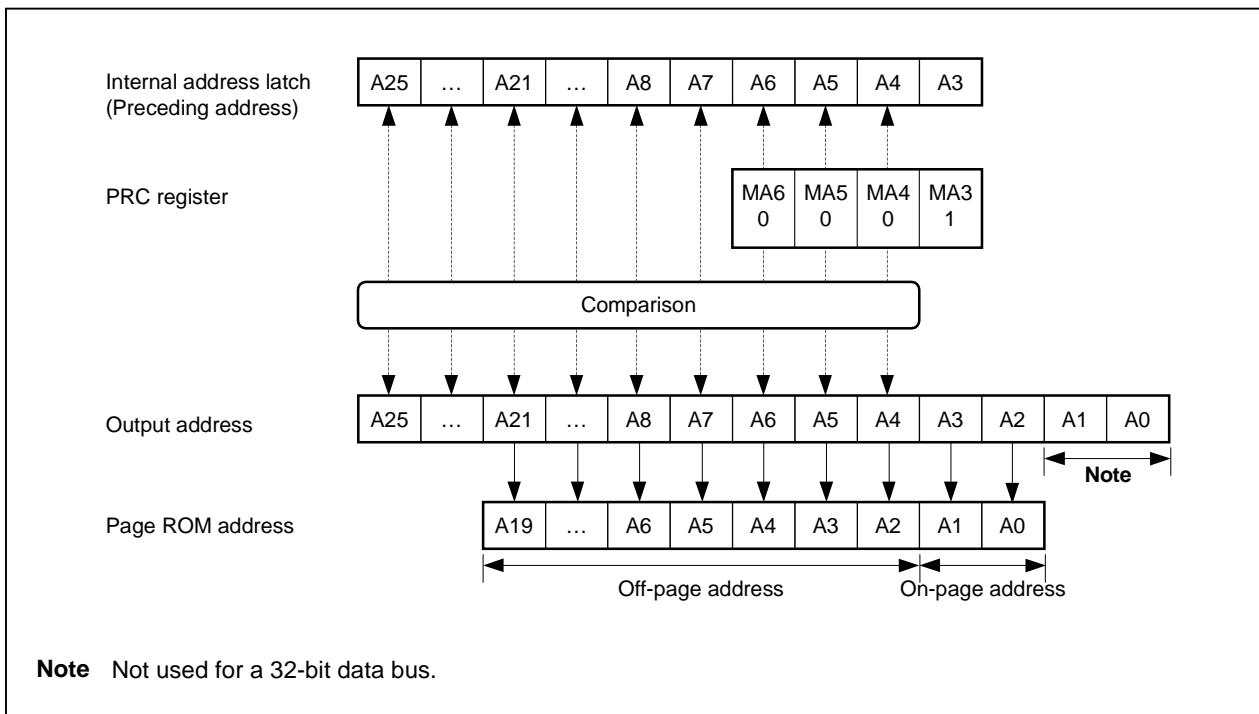 Internal address latch
(Preceding address)
A25 … A21 … A8 A7 A6 A5 A4 A3
PRC register
MA6 MA5 MA4 MA3
0 0 0 1
Comparison
Output address
A25 … A21 … A8 A7 A6 A5 A4 A3 A2 A1 A0
Note
Page ROM address
A19 … A6 A5 A4 A3 A2 A1 A0
Off-page address On-page address
Note Not used for a 32-bit data bus.